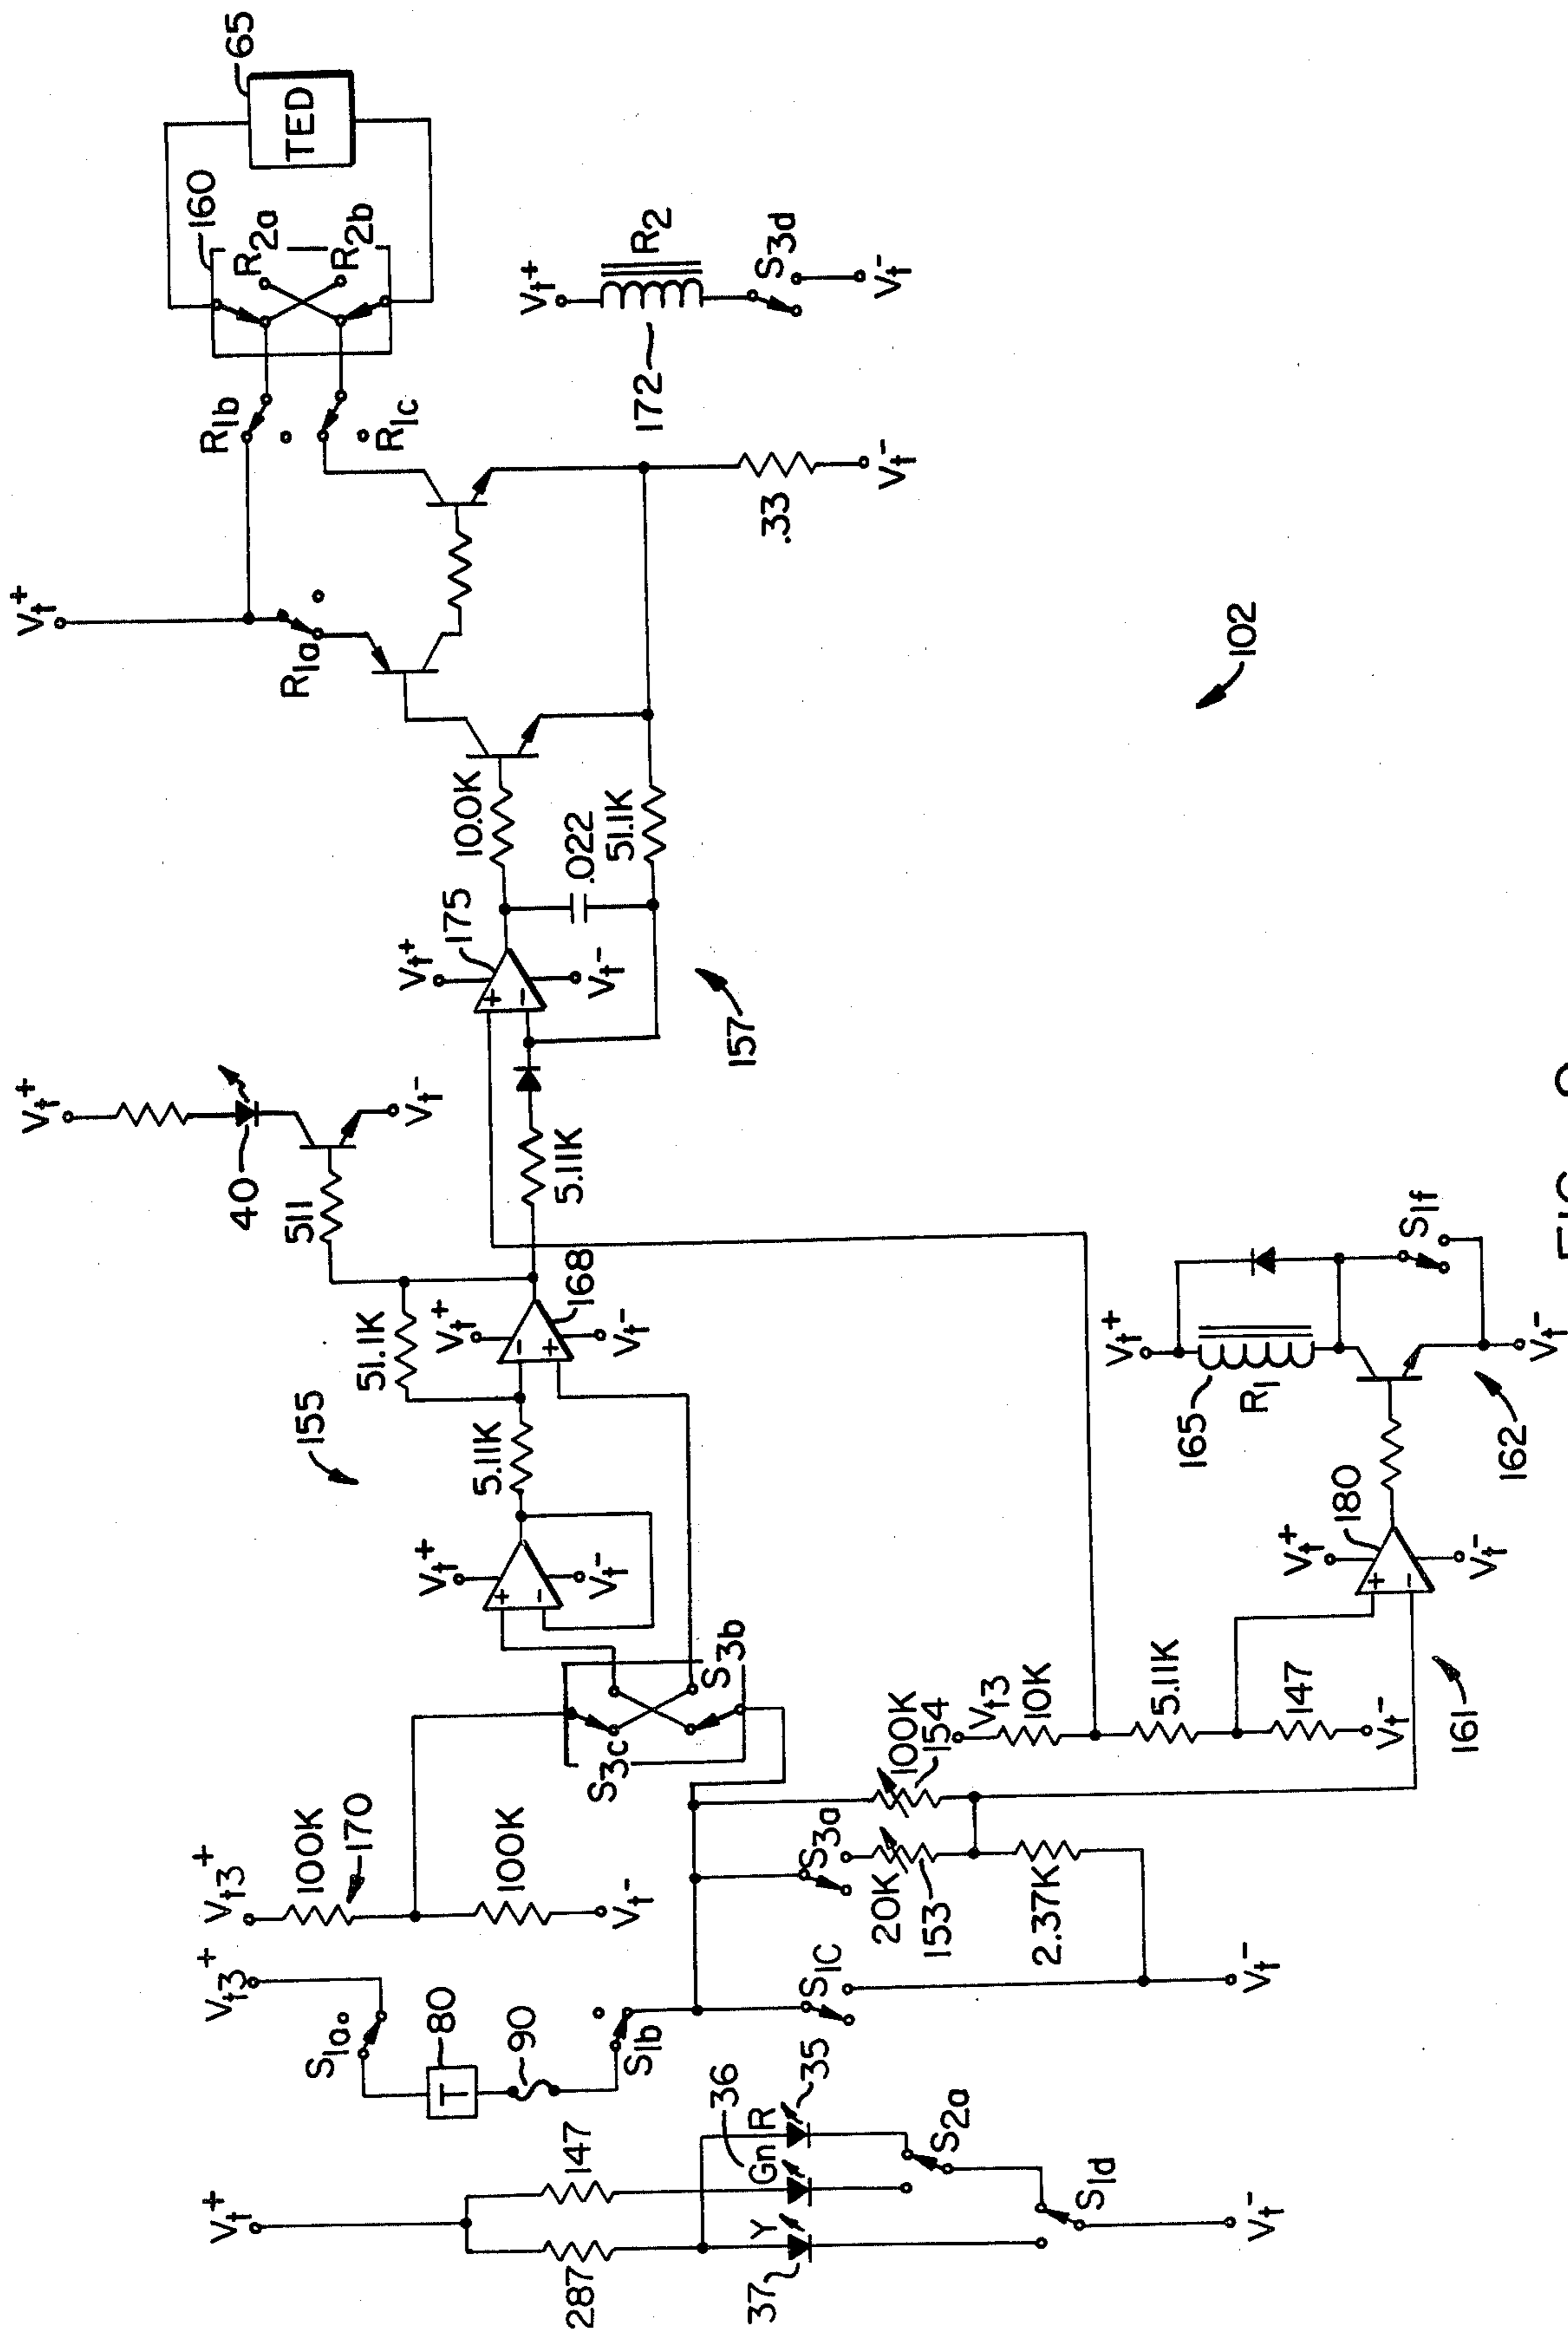 Vt+
287
147
Y
Gn
R
37
36
35
S2a
S1d
Vt-
Vt3+
S1a
T
80
90
S1b
S1C
Vt-
Vt3+
100K
170
100K
Vt-
S3c
S3b
S3a
20K
153
100K
154
2.37K
Vt3
10K
5.11K
147
Vt-
161
Vt+
+
-
Vt-
155
5.11K
51.1K
Vt+
-
+
168
Vt-
511
40
Vt+
Vt-
5.11K
Vt+
+
-
175
Vt-
157
10.0K
.022
51.1K
Vt+
R1a
R1b
R1c
160
R2a
R2b
TED
65
.33
Vt-
Vt+
172
R2
S3d
Vt-
Vt+
180
+
-
Vt-
Vt+
165
R1
S1f
162
Vt-
102